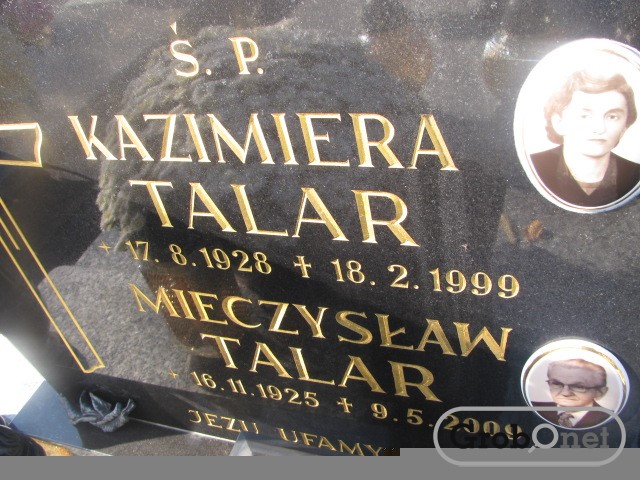 Ś. P.
KAZIMIERA
TALAR
* 17.8.1928 ✝ 18.2.1999
MIECZYSŁAW
TALAR
* 16.11.1925 ✝ 9.5.2009
JEZU UFAMY
Grobonet